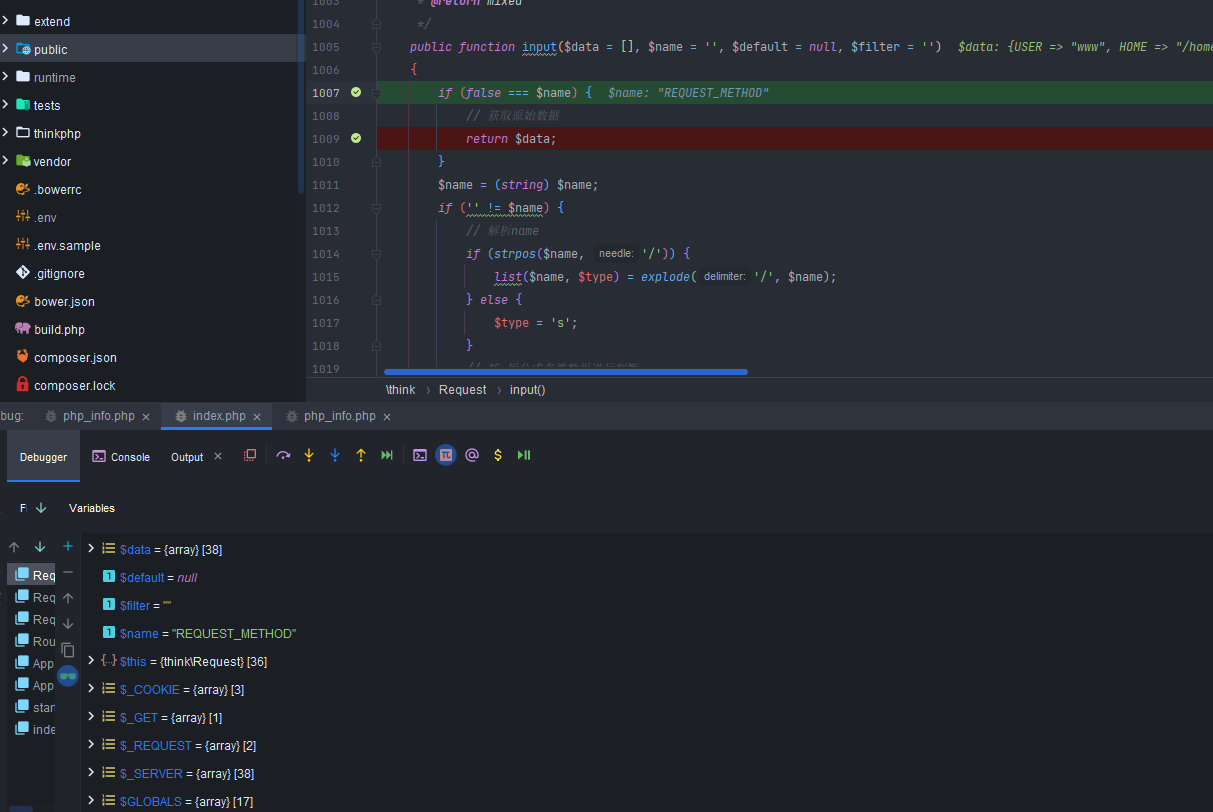 extend
public
runtime
tests
thinkphp
vendor
.bowerrc
.env
.env.sample
.gitignore
bower.json
build.php
composer.json
composer.lock
1003 * @return mixed
1004 */
1005 public function input($data = [], $name = '', $default = null, $filter = '') $data: {USER => "www", HOME => "/home
1006 {
1007 if (false === $name) { $name: "REQUEST_METHOD"
1008 // 获取原始数据
1009 return $data;
1010 }
1011 $name = (string) $name;
1012 if ('' != $name) {
1013 // 解析name
1014 if (strpos($name, needle: '/')) {
1015 list($name, $type) = explode( delimiter: '/', $name);
1016 } else {
1017 $type = 's';
1018 }
1019
\think › Request › input()
bug: php_info.php × index.php × php_info.php ×
Debugger Console Output ×
F Variables
Req
Req
Req
Rou
App
App
star
inde
$data = {array} [38]
$default = null
$filter = ""
$name = "REQUEST_METHOD"
$this = {think\Request} [36]
$_COOKIE = {array} [3]
$_GET = {array} [1]
$_REQUEST = {array} [2]
$_SERVER = {array} [38]
$GLOBALS = {array} [17]